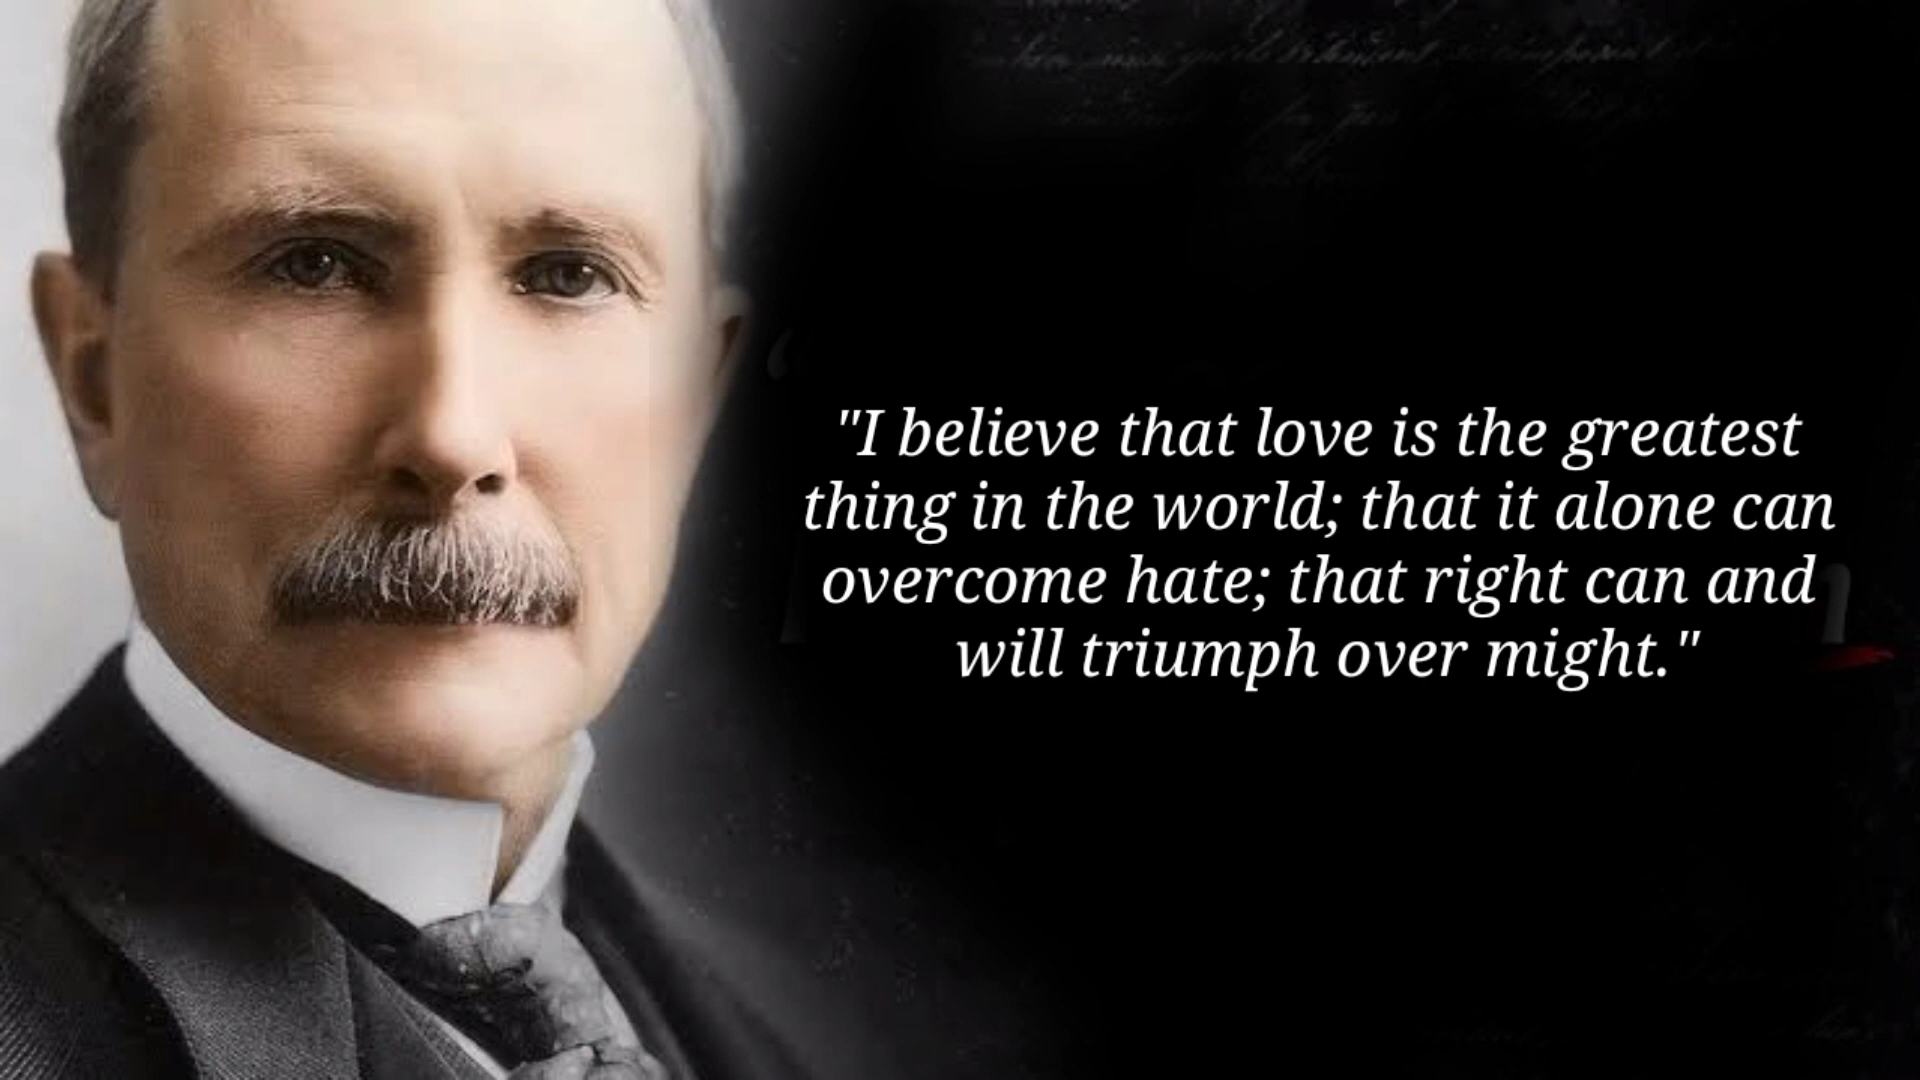 "I believe that love is the greatest
thing in the world; that it alone can
overcome hate; that right can and
will triumph over might."